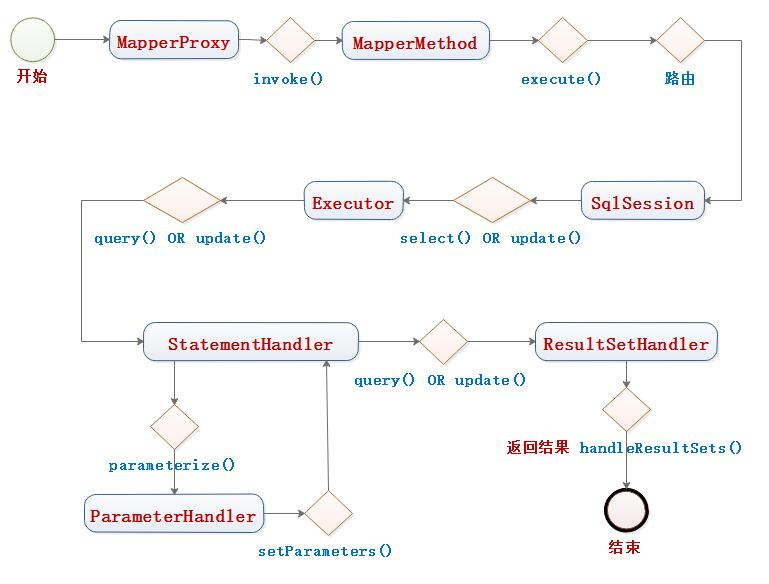 MapperProxy
MapperMethod
开始
invoke()
execute()
路由
Executor
SqlSession
query() OR update()
select() OR update()
StatementHandler
ResultSetHandler
query() OR update()
返回结果 handleResultSets()
parameterize()
ParameterHandler
setParameters()
结束